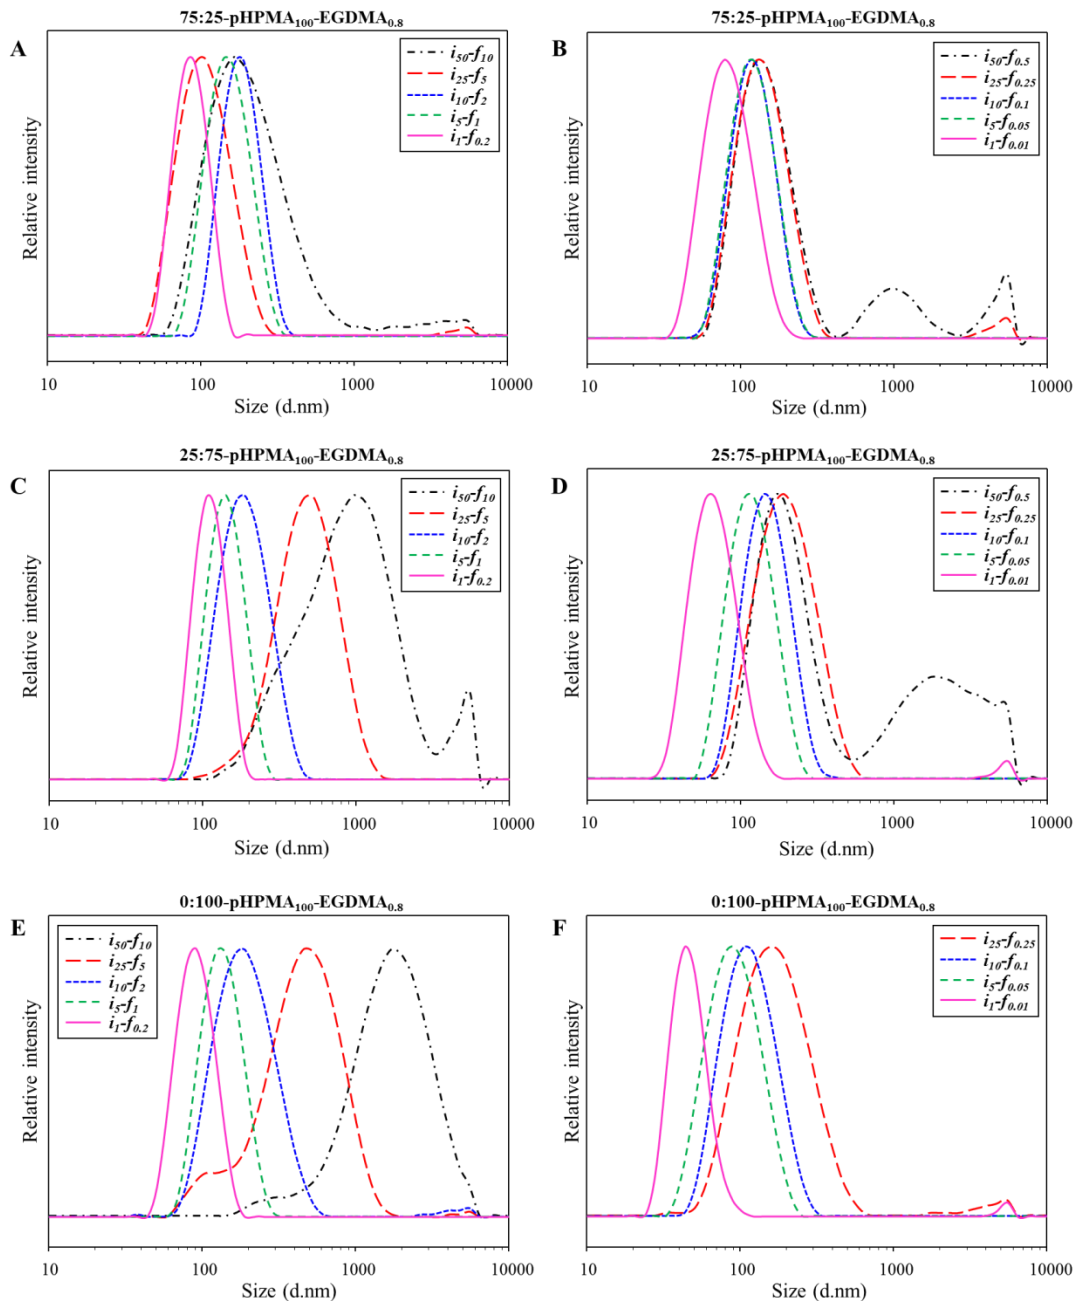 75:25-pHPMA₁₀₀-EGDMA₀.₈
A
i₅₀-f₁₀
i₂₅-f₅
i₁₀-f₂
i₅-f₁
i₁-f₀.₂
Relative intensity
10 100 1000 10000
Size (d.nm)
75:25-pHPMA₁₀₀-EGDMA₀.₈
B
i₅₀-f₀.₅
i₂₅-f₀.₂₅
i₁₀-f₀.₁
i₅-f₀.₀₅
i₁-f₀.₀₁
Relative intensity
10 100 1000 10000
Size (d.nm)
25:75-pHPMA₁₀₀-EGDMA₀.₈
C
i₅₀-f₁₀
i₂₅-f₅
i₁₀-f₂
i₅-f₁
i₁-f₀.₂
Relative intensity
10 100 1000 10000
Size (d.nm)
25:75-pHPMA₁₀₀-EGDMA₀.₈
D
i₅₀-f₀.₅
i₂₅-f₀.₂₅
i₁₀-f₀.₁
i₅-f₀.₀₅
i₁-f₀.₀₁
Relative intensity
10 100 1000 10000
Size (d.nm)
0:100-pHPMA₁₀₀-EGDMA₀.₈
E
i₅₀-f₁₀
i₂₅-f₅
i₁₀-f₂
i₅-f₁
i₁-f₀.₂
Relative intensity
10 100 1000 10000
Size (d.nm)
0:100-pHPMA₁₀₀-EGDMA₀.₈
F
i₂₅-f₀.₂₅
i₁₀-f₀.₁
i₅-f₀.₀₅
i₁-f₀.₀₁
Relative intensity
10 100 1000 10000
Size (d.nm)